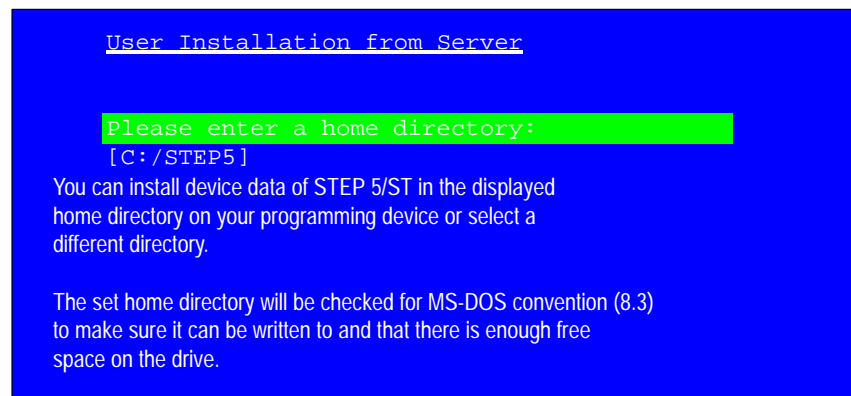 User Installation from Server
Please enter a home directory:
[C:/STEP5]
You can install device data of STEP 5/ST in the displayed
home directory on your programming device or select a
different directory.
The set home directory will be checked for MS-DOS convention (8.3)
to make sure it can be written to and that there is enough free
space on the drive.